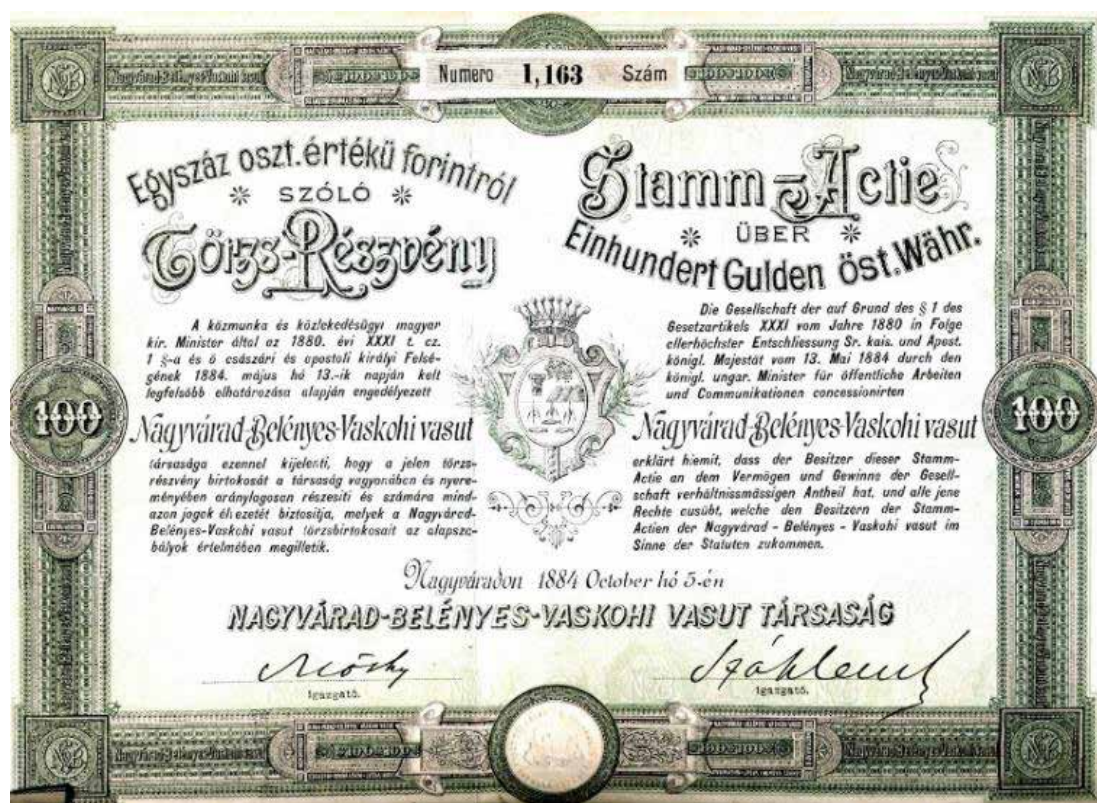 Numero 1,163 Szám
Egyszáz oszt. értékü forintról
SZÓLÓ
Törzs-Részvény
A közmunka és közlekedésügyi magyar
kir. Minister által az 1880. évi XXXI t. cz.
1 §-a és ő császári és apostoli királyi Felsé-
gének 1884. május hó 13.-ik napján kelt
legfelsőbb elhatározása alapján engedélyezett
Nagyvárad-Belényes-Vaskohi vasut
társasága ezennel kijelenti, hogy a jelen törzs-
részvény birtokosát a társaság vagyonában és nyere-
ményében aránylagosan részesiti és számára mind-
azon jogok élvezetét biztositja, melyek a Nagyvárad-
Belényes-Vaskohi vasut törzsbirtokosait az alapsza-
bályok értelmében megilletik.
Stamm-Actie
ÜBER
Einhundert Gulden öst. Währ.
Die Gesellschaft der auf Grund des § 1 des
Gesetzartikels XXXI vom Jahre 1880 in Folge
allerhöchster Entschliessung Sr. kais. und Apost.
königl. Majestät vom 13. Mai 1884 durch den
königl. ungar. Minister für öffentliche Arbeiten
und Communikationen concessionirten
Nagyvárad-Belényes-Vaskohi vasut
erklärt hiemit, dass der Besitzer dieser Stamm-
Actie an dem Vermögen und Gewinne der Gesell-
schaft verhältnissmässigen Antheil hat, und alle jene
Rechte ausübt, welche den Besitzern der Stamm-
Actien der Nagyvárad - Belényes - Vaskohi vasut im
Sinne der Statuten zukommen.
100
100
Nagyváradon 1884 October hó 5-én
NAGYVÁRAD-BELÉNYES-VASKOHI VASUT TÁRSASÁG
igazgató.
igazgató.